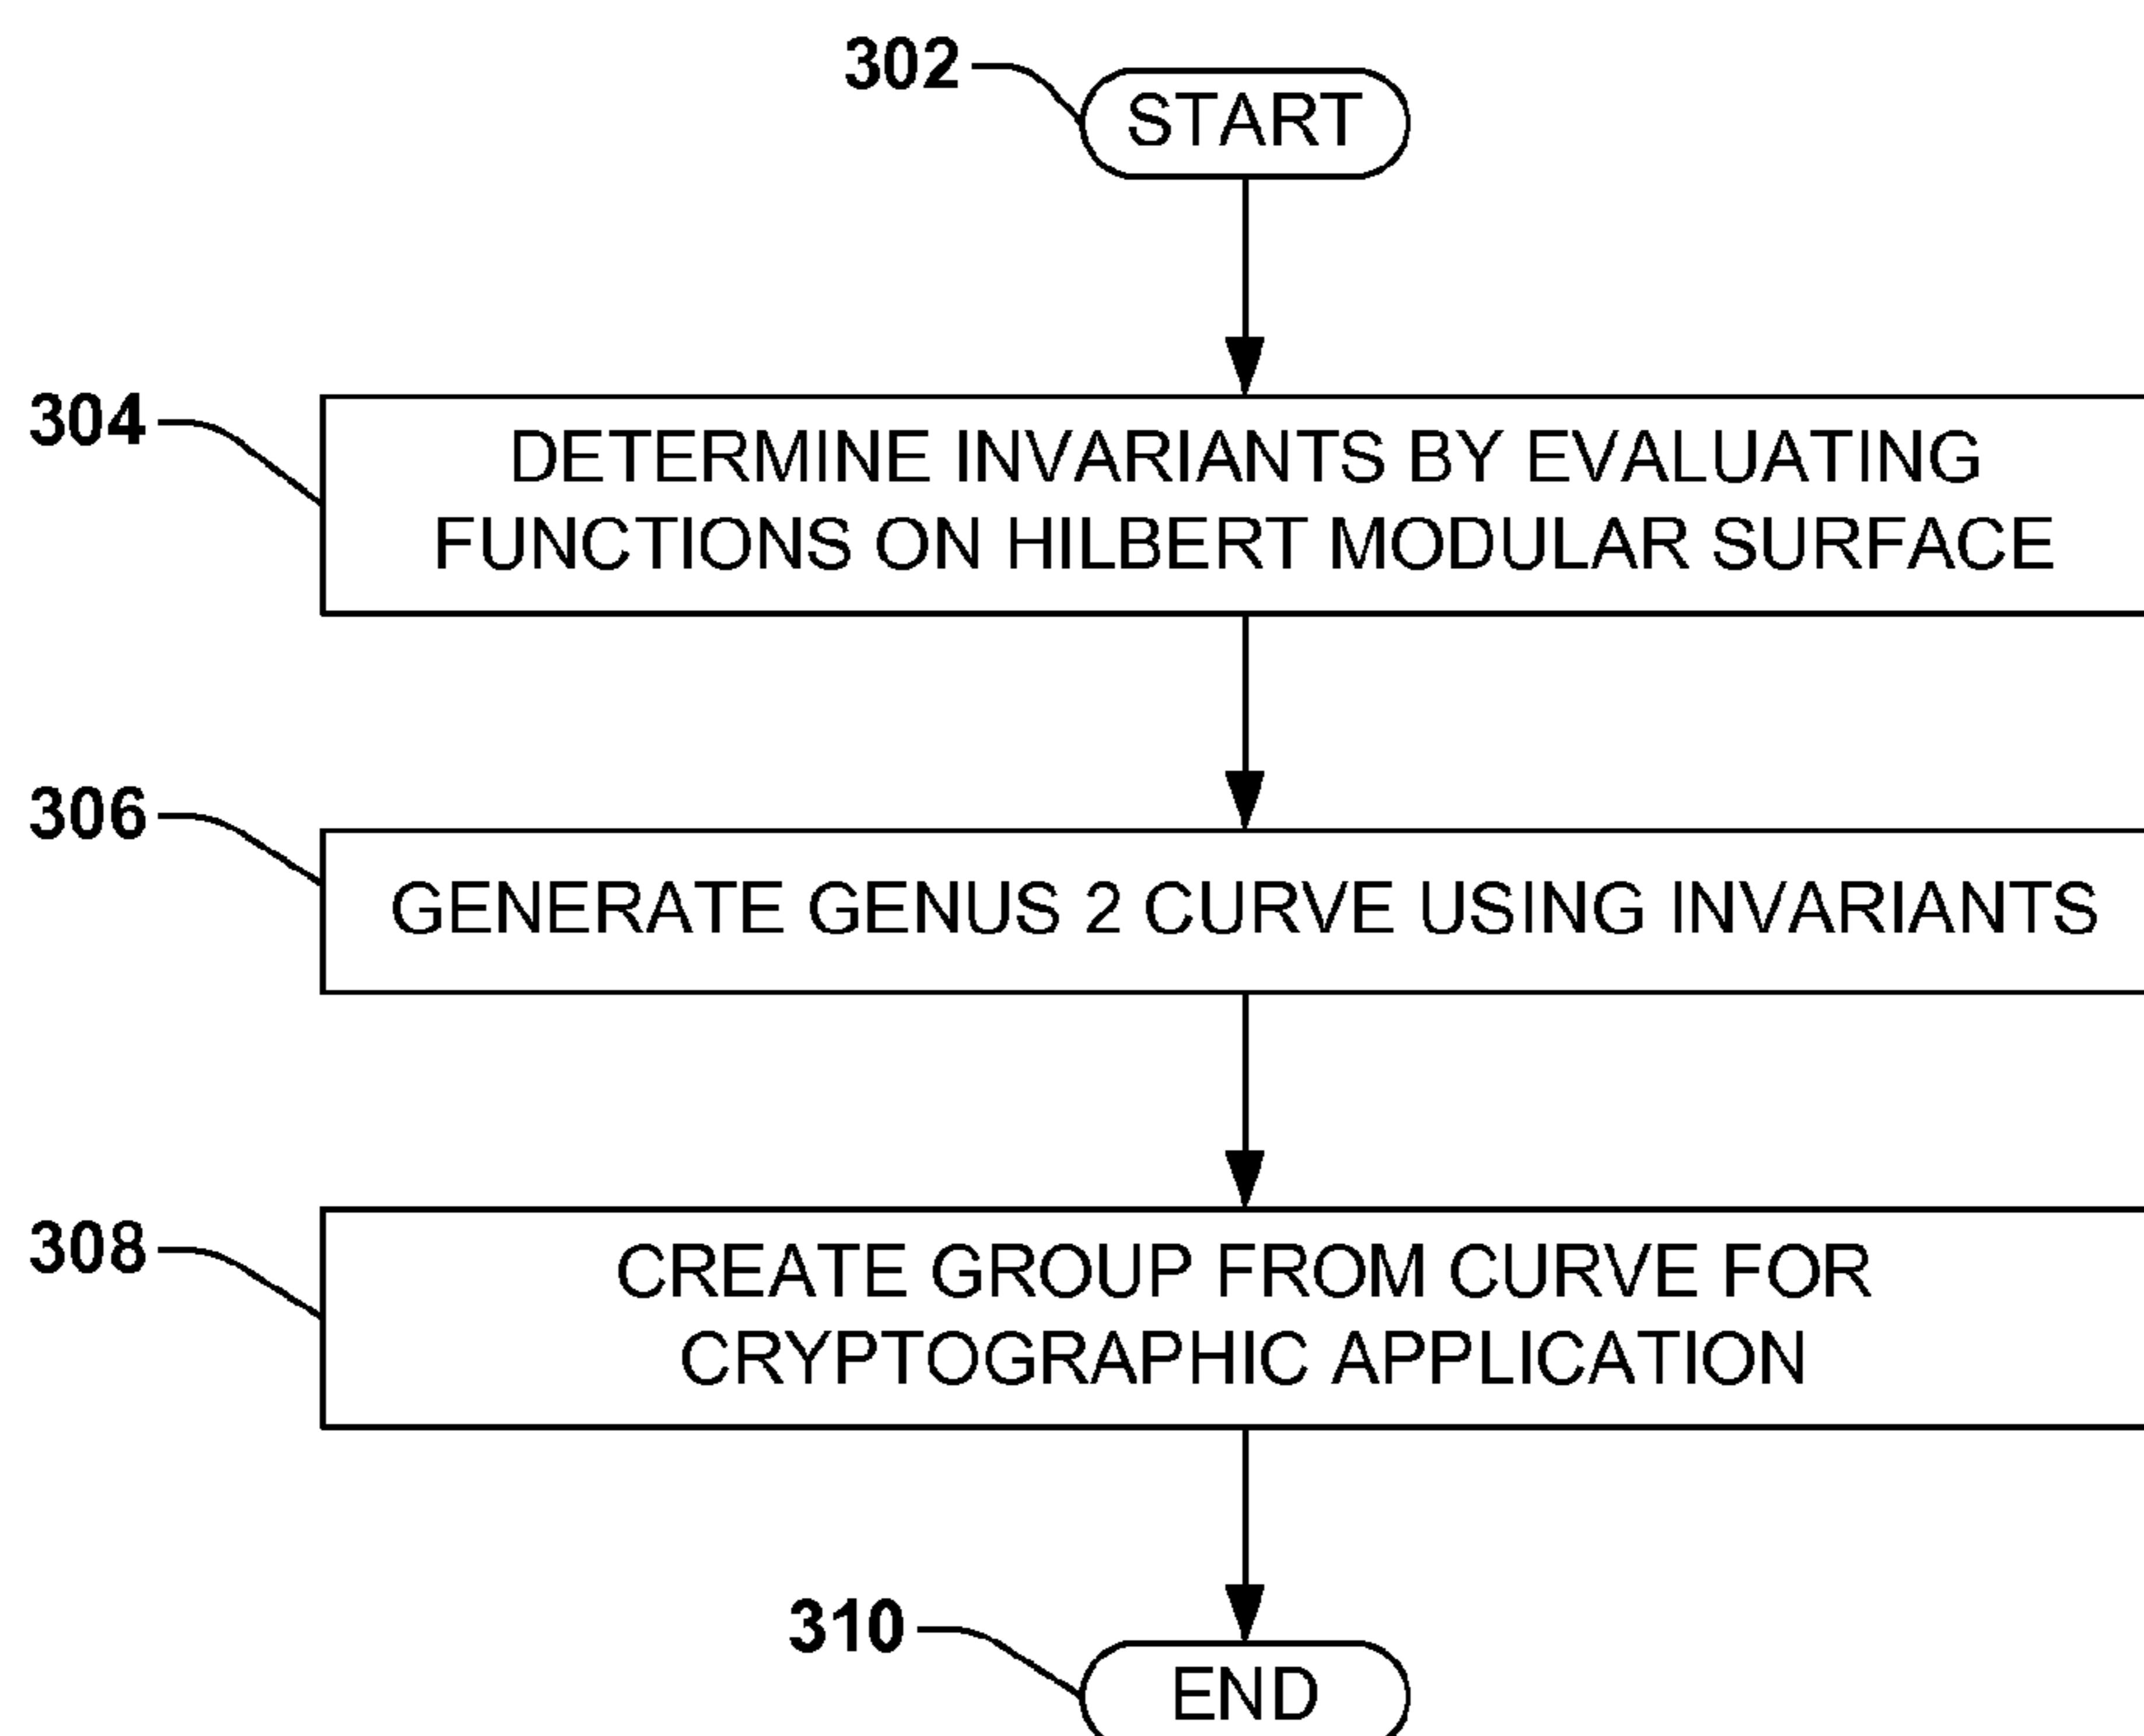 302
START
304
DETERMINE INVARIANTS BY EVALUATING
FUNCTIONS ON HILBERT MODULAR SURFACE
306
GENERATE GENUS 2 CURVE USING INVARIANTS
308
CREATE GROUP FROM CURVE FOR
CRYPTOGRAPHIC APPLICATION
310
END